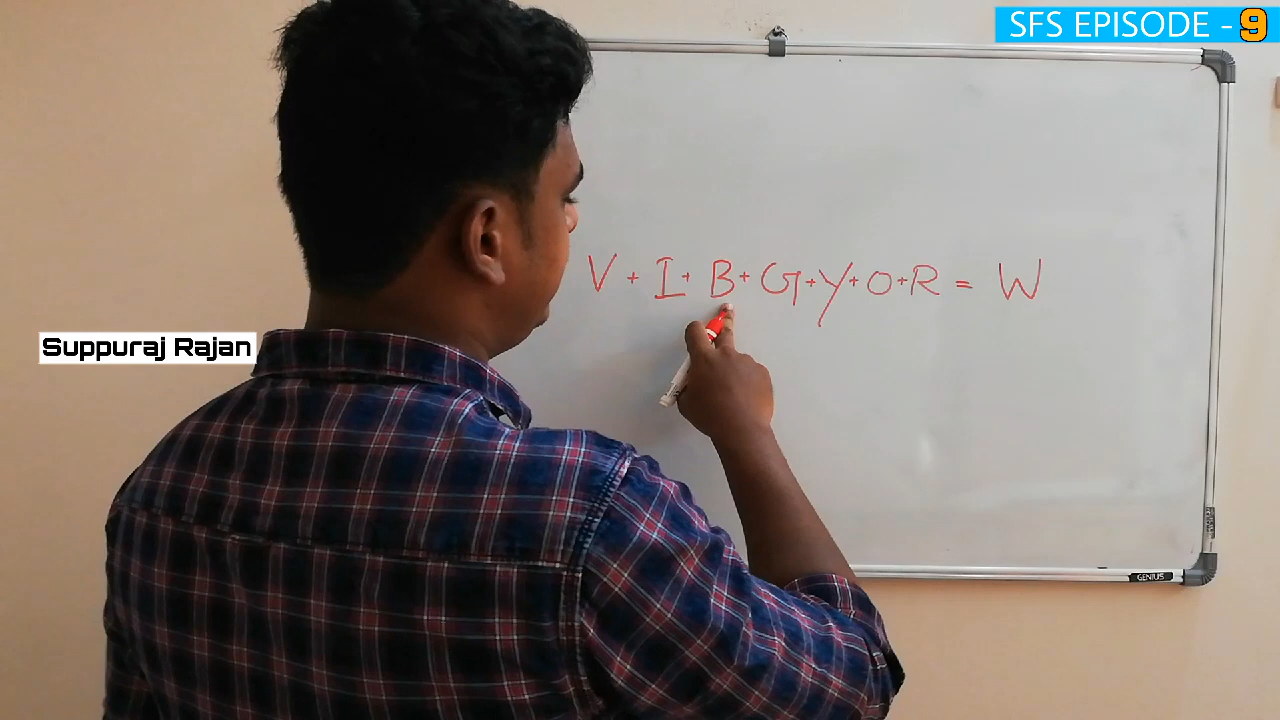 SFS EPISODE - 9
V + I + B + G + Y + O + R = W
Suppuraj Rajan
GENIUS